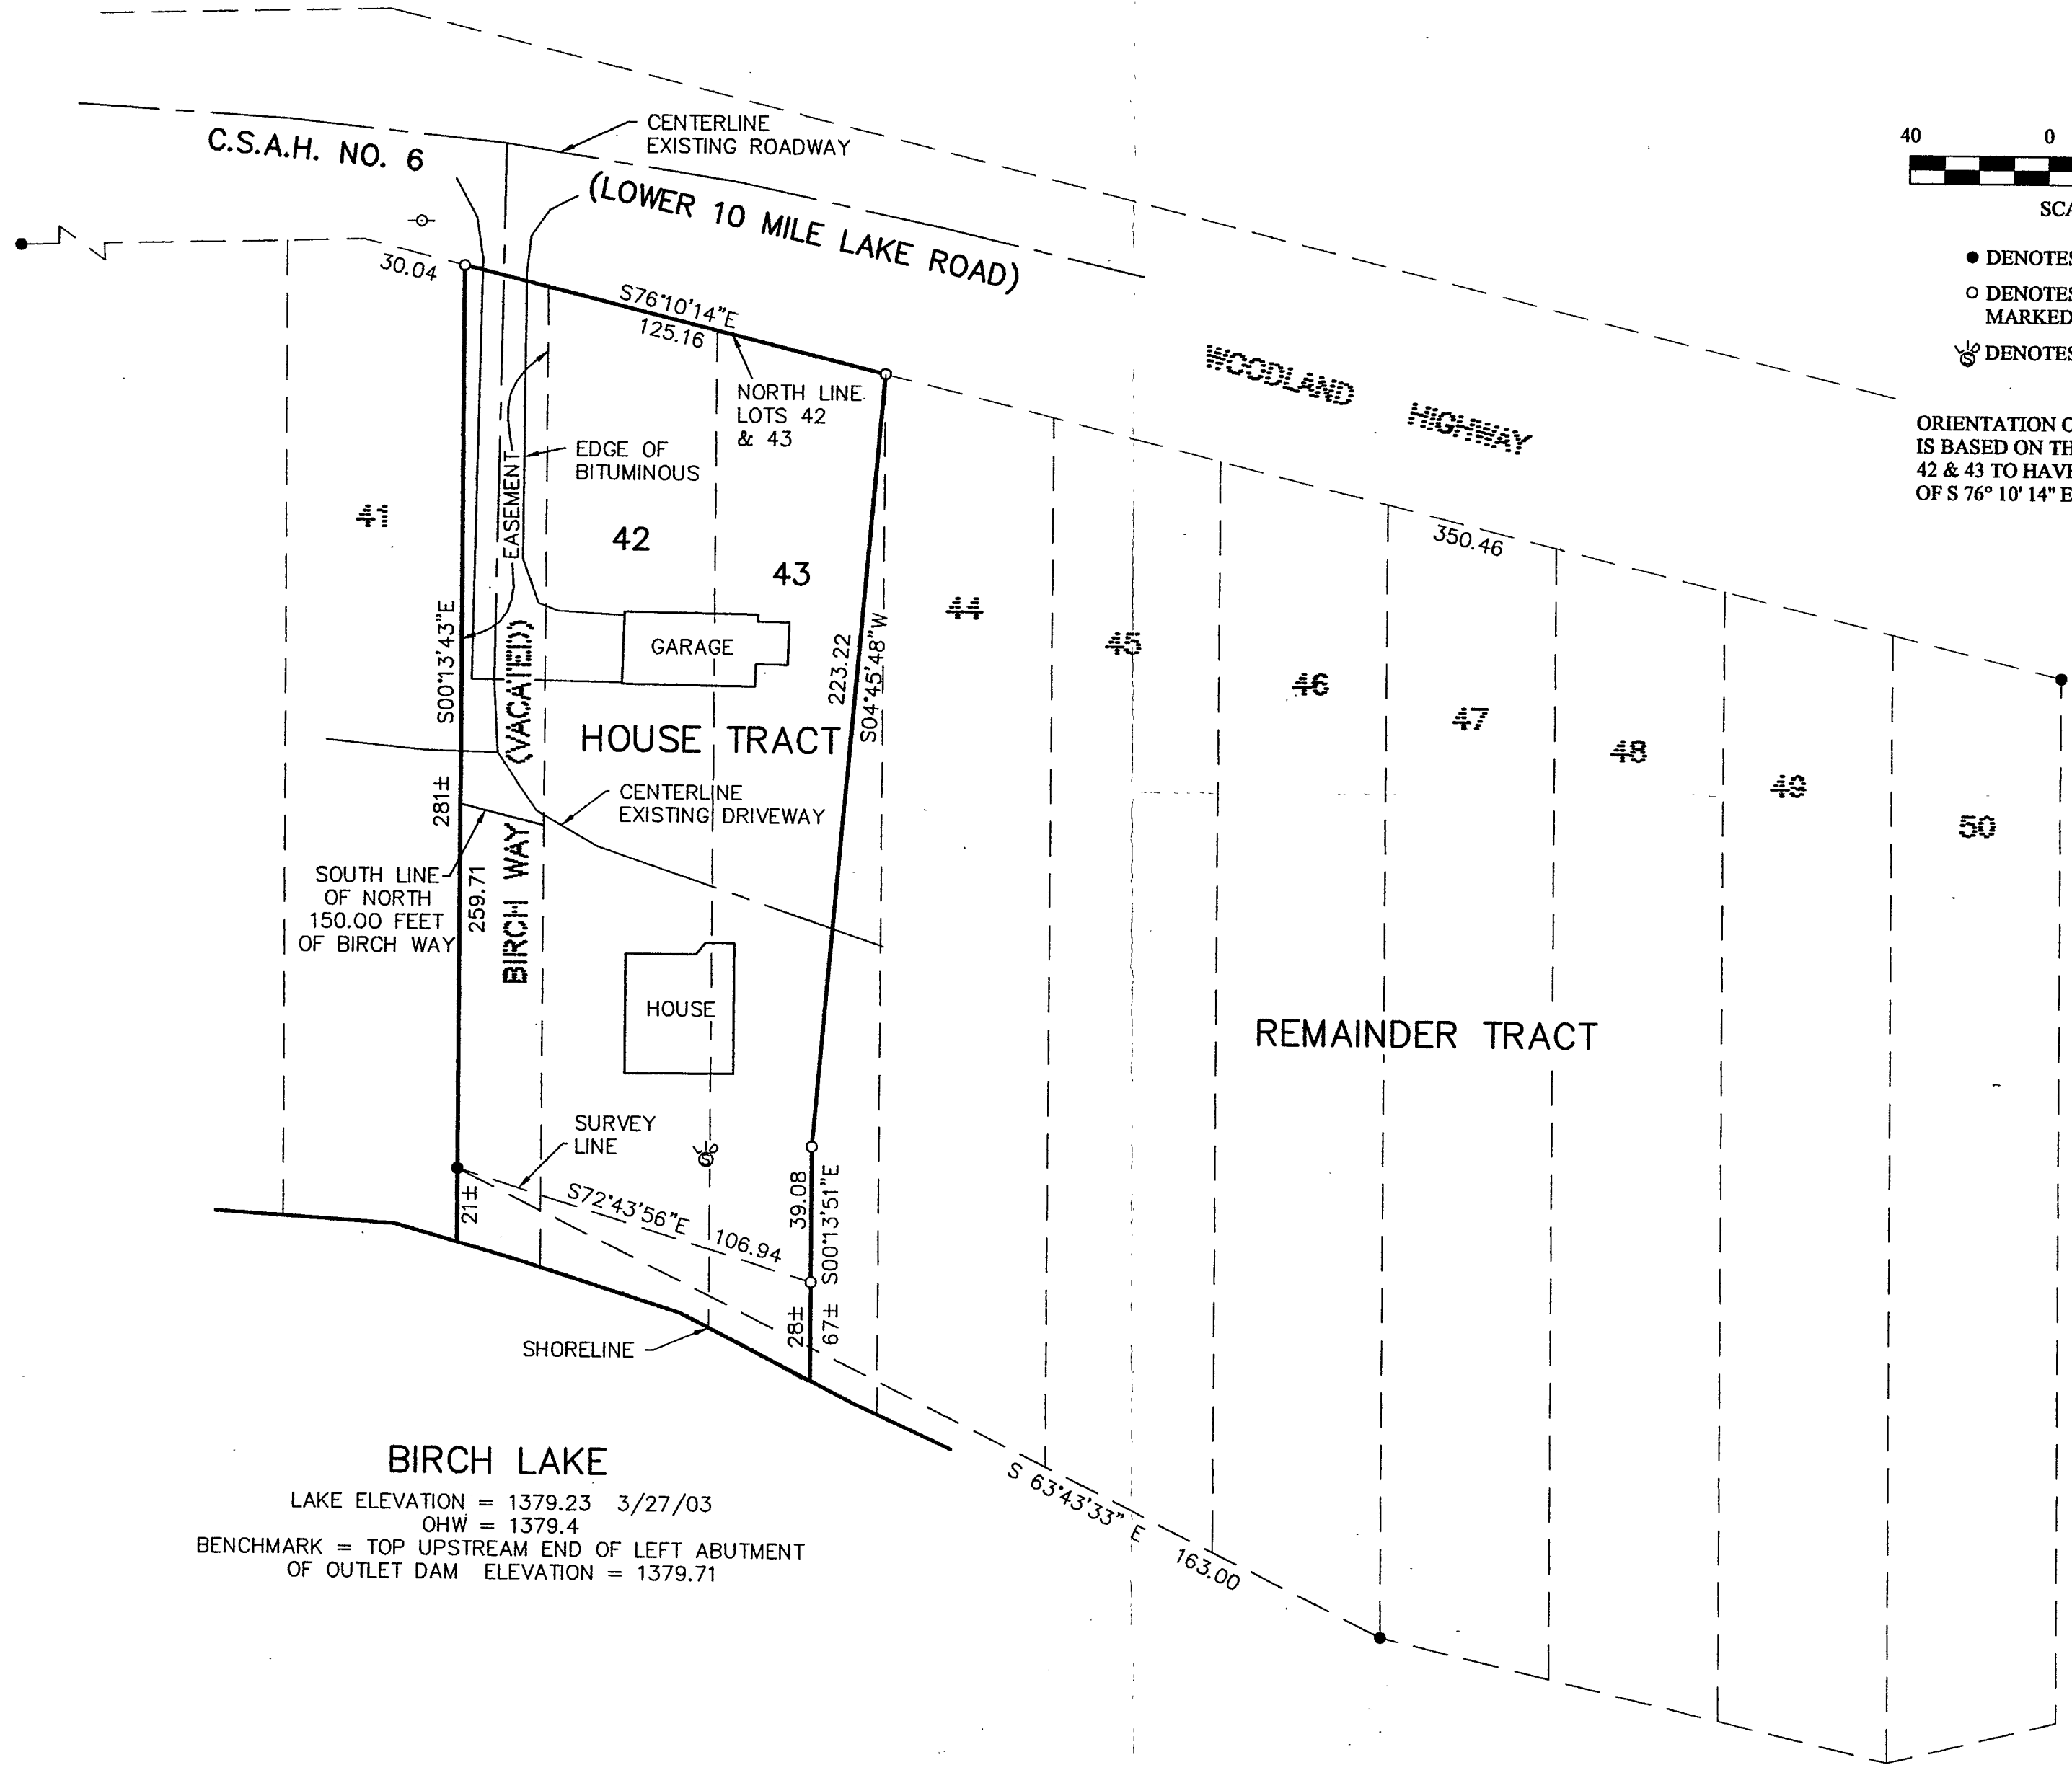 CENTERLINE
EXISTING ROADWAY
C.S.A.H. NO. 6
(LOWER 10 MILE LAKE ROAD)
40 0
SCA
● DENOTES
○ DENOTES
MARKED
DENOTES
ORIENTATION O
IS BASED ON TH
42 & 43 TO HAVE
OF S 76° 10' 14" E
WOODLAND HIGHWAY
30.04
S76°10'14"E
125.16
NORTH LINE
LOTS 42
& 43
EDGE OF
BITUMINOUS
EASEMENT
41
42
43
44
45
46
47
48
49
50
350.46
GARAGE
S00°13'43"E
(VACATED)
223.22
S04°45'48"W
HOUSE TRACT
281±
CENTERLINE
EXISTING DRIVEWAY
SOUTH LINE
OF NORTH
150.00 FEET
OF BIRCH WAY
259.71
BIRCH WAY
HOUSE
REMAINDER TRACT
SURVEY
LINE
S
21±
S72°43'56"E 106.94
39.08
S00°13'51"E
28±
67±
SHORELINE
S 63°43'33" E 163.00
BIRCH LAKE
LAKE ELEVATION = 1379.23 3/27/03
OHW = 1379.4
BENCHMARK = TOP UPSTREAM END OF LEFT ABUTMENT
OF OUTLET DAM ELEVATION = 1379.71